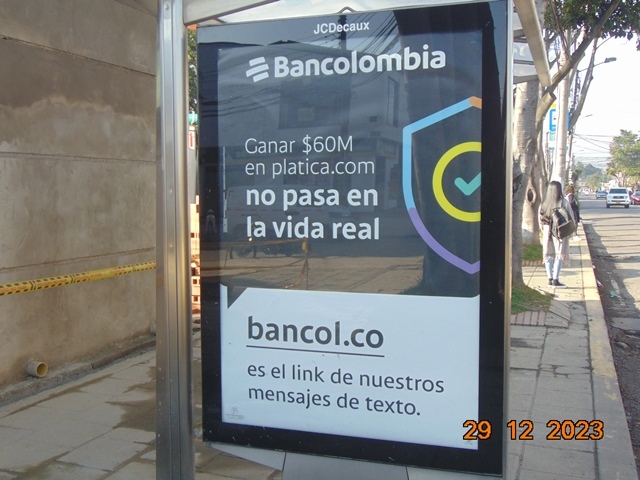 JCDecaux
Bancolombia
Ganar $60M
en platica.com
no pasa en
la vida real
bancol.co
es el link de nuestros
mensajes de texto.
29 12 2023